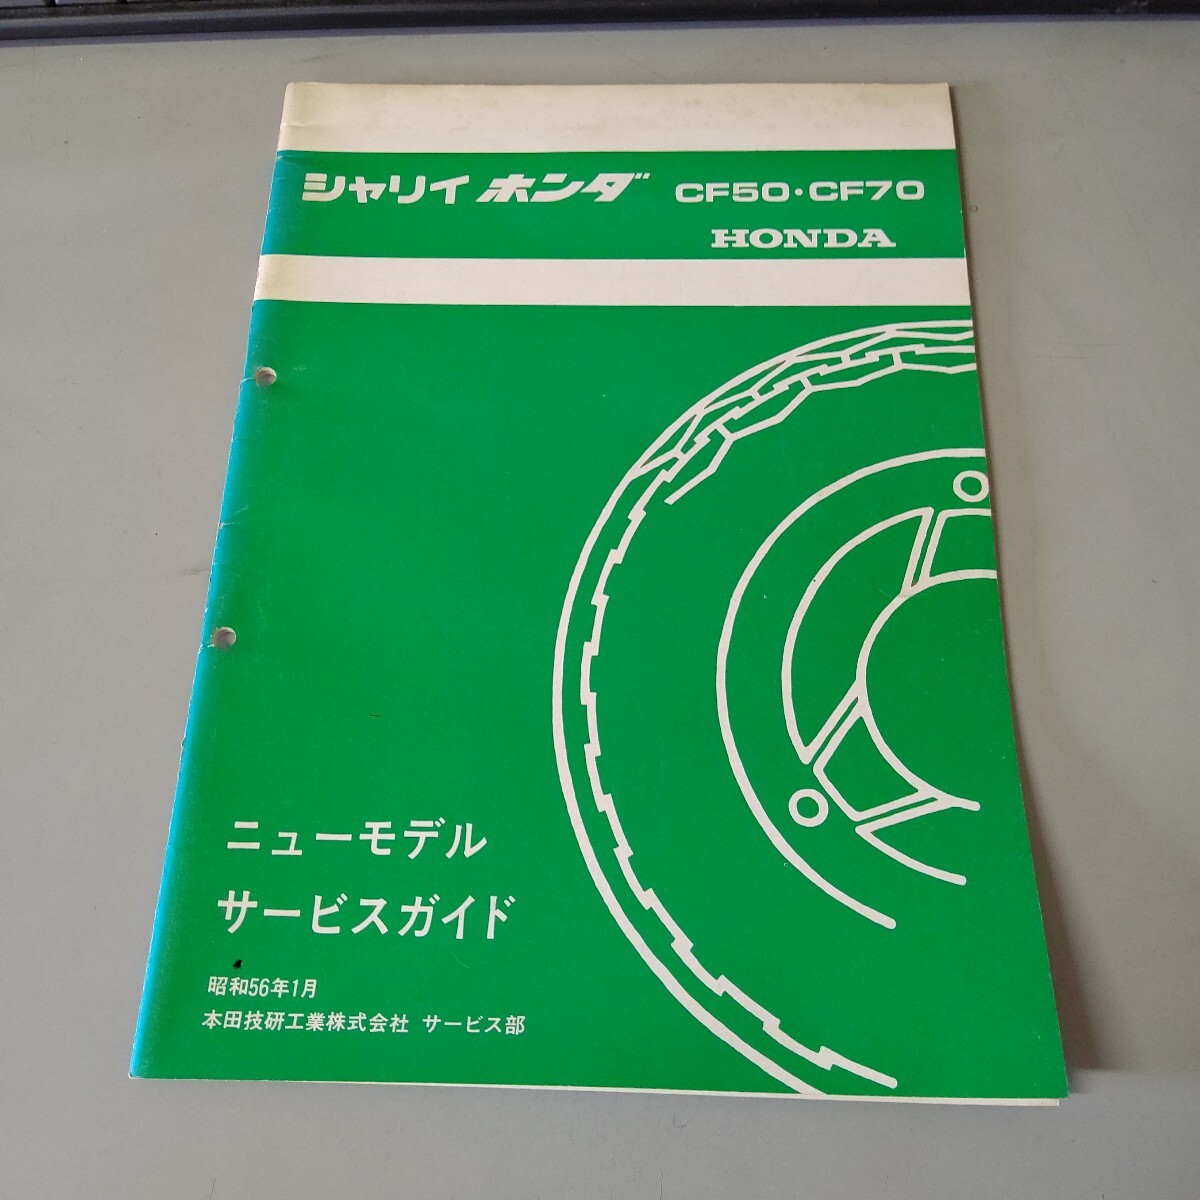 シャリイ ホンダ CF50・CF70
HONDA
ニューモデル
サービスガイド
昭和56年1月
本田技研工業株式会社 サービス部